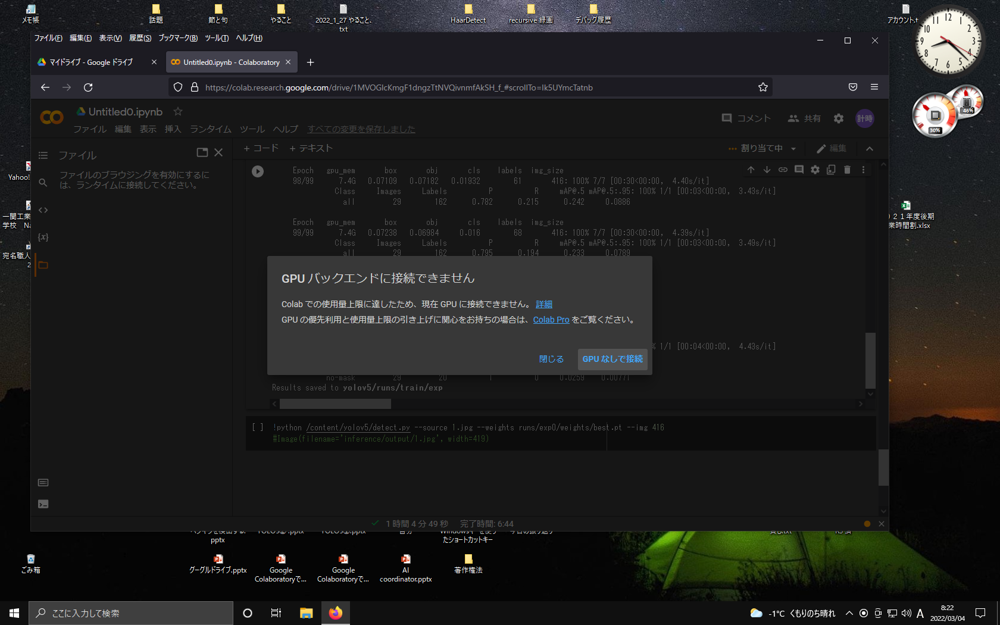 メモ帳
話題
節と句
やること
2022_1_27 やること、
txt
HaarDetect
recursive 録画
デバッグ履歴
アカウント.t
ファイル(F) 編集(E) 表示(V) 履歴(S) ブックマーク(B) ツール(T) ヘルプ(H)
マイドライブ - Google ドライブ
Untitled0.ipynb - Colaboratory
https://colab.research.google.com/drive/1MVOGlcKmgF1dngzTtNVQivnmfAkSH_f_#scrollTo=Ik5UYmcTatnb
Untitled0.ipynb
コメント 共有 計時
ファイル 編集 表示 挿入 ランタイム ツール ヘルプ すべての変更を保存しました
ファイル
+ コード + テキスト
割り当て中 編集
ファイルのブラウジングを有効にするに
は、ランタイムに接続してください。
{x}
Epoch gpu_mem box obj cls labels img_size
98/99 7.4G 0.07109 0.07182 0.01932 61 416: 100% 7/7 [00:30<00:00, 4.40s/it]
Class Images Labels P R mAP@.5 mAP@.5:.95: 100% 1/1 [00:03<00:00, 3.43s/it]
all 29 162 0.782 0.215 0.242 0.0886
Epoch gpu_mem box obj cls labels img_size
99/99 7.4G 0.07238 0.06984 0.016 68 416: 100% 7/7 [00:30<00:00, 4.39s/it]
Class Images Labels P R mAP@.5 mAP@.5:.95: 100% 1/1 [00:03<00:00, 3.49s/it]
all 29 162 0.795 0.194 0.233 0.0789
GPU バックエンドに接続できません
Colab での使用量上限に達したため、現在 GPU に接続できません。 詳細
GPU の優先利用と使用量上限の引き上げに関心をお持ちの場合は、Colab Pro をご覧ください。
閉じる GPU なしで接続
% 1/1 [00:04<00:00, 4.43s/it]
no-mask 29 20 1 0 0.0259 0.00771
Results saved to yolov5/runs/train/exp
[ ] !python /content/yolov5/detect.py --source 1.jpg --weights runs/exp0/weights/best.pt --img 416
#Image(filename='inference/output/1.jpg', width=419)
1 時間 4 分 49 秒 完了時間: 6:44
Yahoo!
一関工業
学校 Na
宛名職人
2
12 1 2 3 4 5 6 7 8 9 10 11
46%
30%
０２１年度後期
業時間割.xlsx
pptx
たショートカットキー
ごみ箱
グーグルドライブ.pptx
Google
Colaboratoryで...
Google
Colaboratoryで...
AI
coordinator.pptx
著作権法
ここに入力して検索
-1°C くもりのち晴れ
A
8:22
2022/03/04